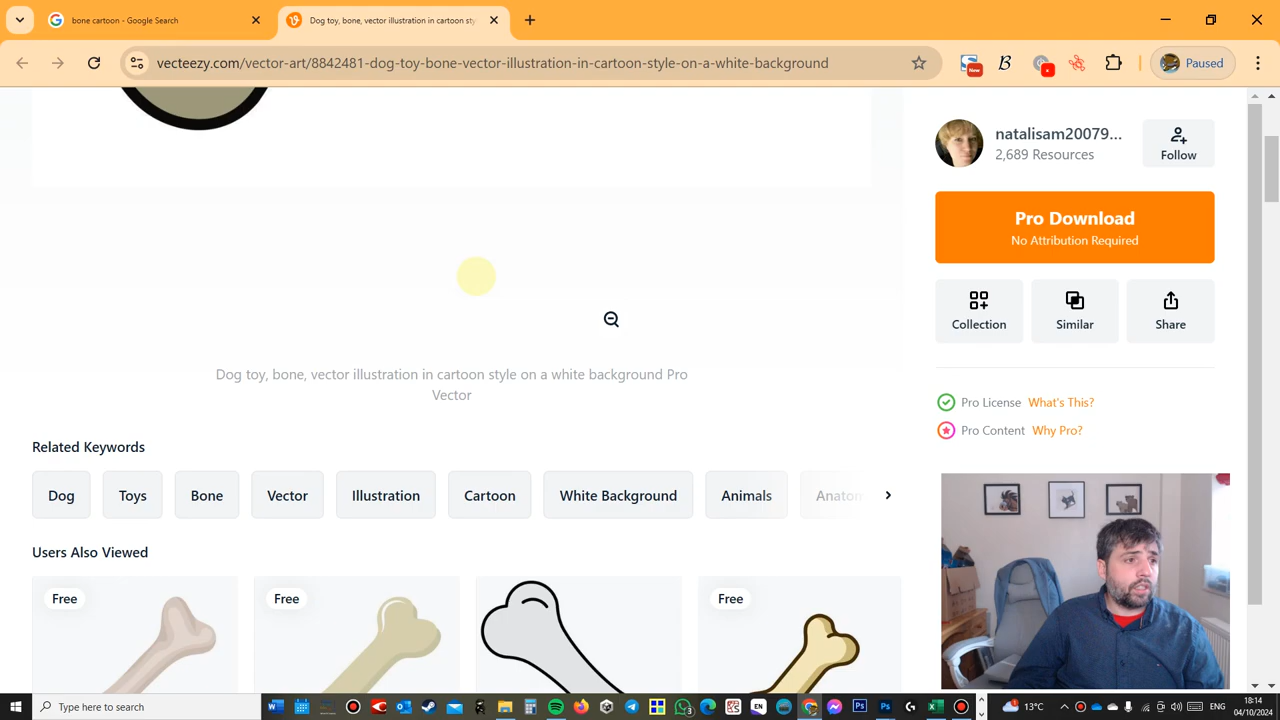 bone cartoon - Google Search
Dog toy, bone, vector illustration in cartoon sty
vecteezy.com/vector-art/8842481-dog-toy-bone-vector-illustration-in-cartoon-style-on-a-white-background
New
x
Paused
natalisam20079...
2,689 Resources
Follow
Pro Download
No Attribution Required
Collection
Similar
Share
Dog toy, bone, vector illustration in cartoon style on a white background Pro
Vector
Pro License What's This?
Pro Content Why Pro?
Related Keywords
Dog
Toys
Bone
Vector
Illustration
Cartoon
White Background
Animals
Anaton
Users Also Viewed
Free
Free
Free
Type here to search
13°C
ENG
18:14
04/10/2024